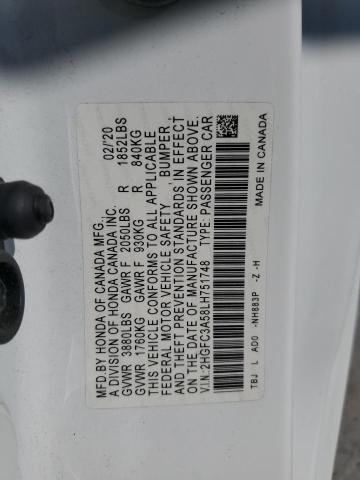 MFD. BY HONDA OF CANADA MFG., 02/'20
A DIVISION OF HONDA CANADA INC.
GVWR 3880LBS GAWR F 2050LBS R 1852LBS
GVWR 1760KG GAWR F 930KG R 840KG
THIS VEHICLE CONFORMS TO ALL APPLICABLE
FEDERAL MOTOR VEHICLE SAFETY , BUMPER ,
AND THEFT PREVENTION STANDARDS IN EFFECT
ON THE DATE OF MANUFACTURE SHOWN ABOVE.
V.I.N.:2HGFC3A58LH751748 TYPE: PASSENGER CAR
TBJ L AD0 -NH883P -Z -H MADE IN CANADA